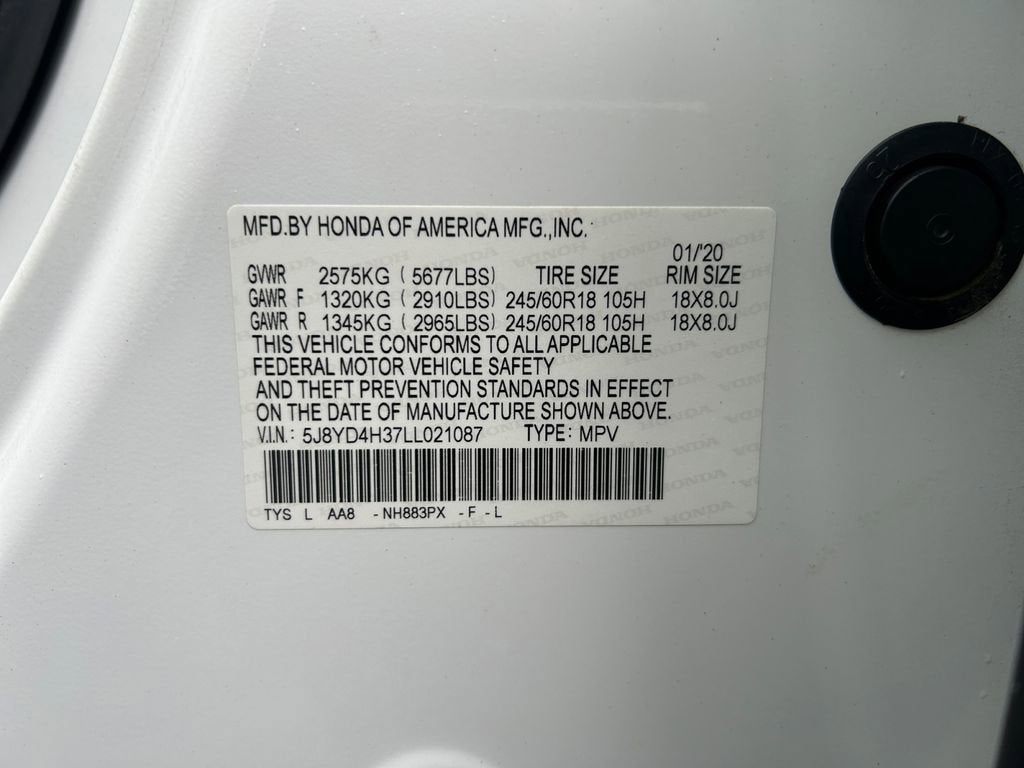 MFD.BY HONDA OF AMERICA MFG.,INC.
01/'20
GVWR 2575KG ( 5677LBS) TIRE SIZE RIM SIZE
GAWR F 1320KG ( 2910LBS) 245/60R18 105H 18X8.0J
GAWR R 1345KG ( 2965LBS) 245/60R18 105H 18X8.0J
THIS VEHICLE CONFORMS TO ALL APPLICABLE
FEDERAL MOTOR VEHICLE SAFETY
AND THEFT PREVENTION STANDARDS IN EFFECT
ON THE DATE OF MANUFACTURE SHOWN ABOVE.
V.I.N.: 5J8YD4H37LL021087 TYPE: MPV
TYS L AA8 -NH883PX -F -L